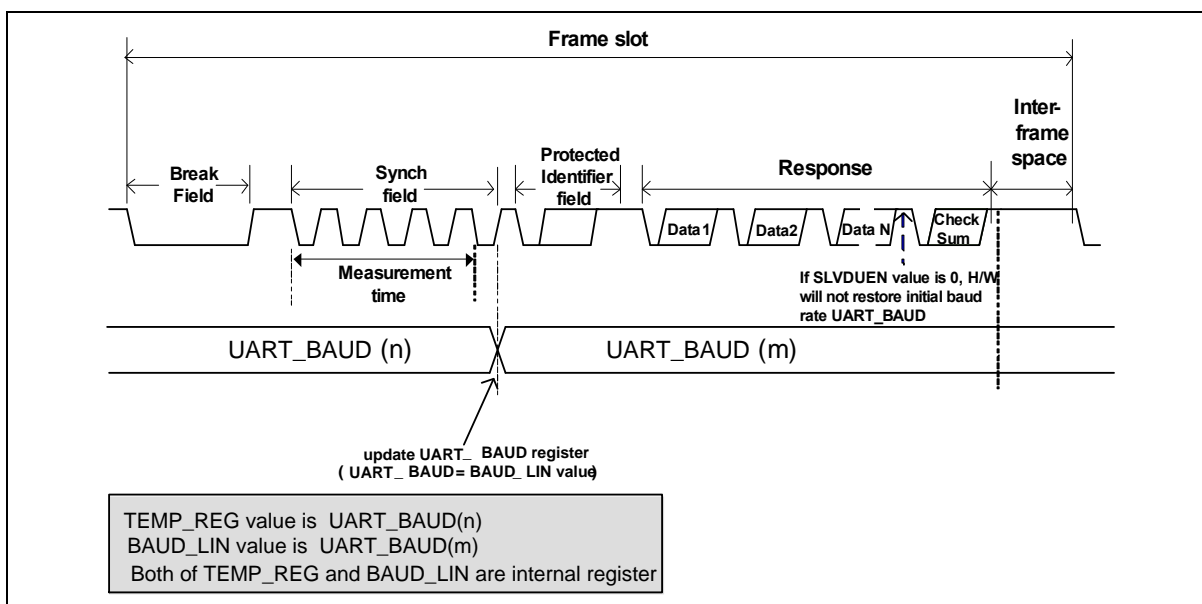 Frame slot
Inter-
frame
space
Break
Field
Synch
field
Protected
Identifier
field
Response
Data1
Data2
Data N
Check
Sum
Measurement
time
If SLVDUEN value is 0, H/W
will not restore initial baud
rate UART_BAUD
UART_BAUD (n)
UART_BAUD (m)
update UART_ BAUD register
( UART_ BAUD= BAUD_ LIN value)
TEMP_REG value is UART_BAUD(n)
BAUD_LIN value is UART_BAUD(m)
Both of TEMP_REG and BAUD_LIN are internal register